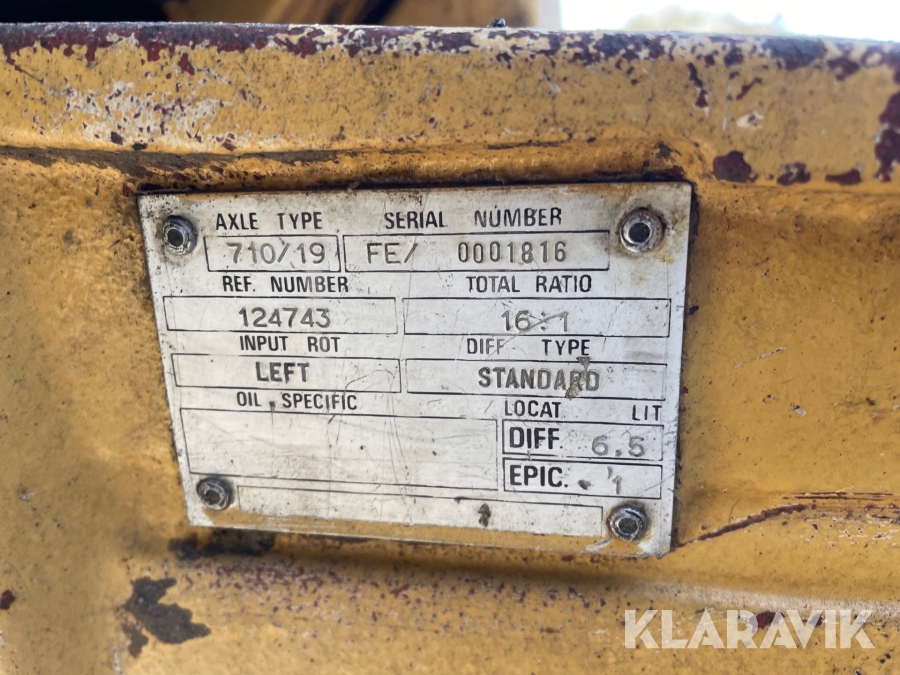 AXLE TYPE SERIAL NUMBER
710/19 FE/ 0001816
REF. NUMBER TOTAL RATIO
124743 16:1
INPUT ROT DIFF TYPE
LEFT STANDARD
OIL SPECIFIC LOCAT LIT
DIFF. 6.5
EPIC. 1
KLARAVIK